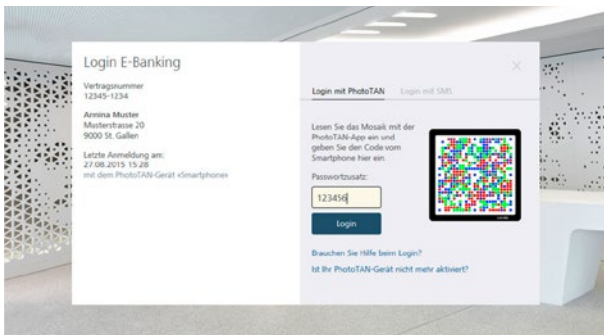 Login E-Banking
Vertragsnummer
12345-1234
Armina Muster
Musterstrasse 20
9000 St. Gallen
Letzte Anmeldung am:
27.08.2015 15:28
mit dem PhotoTAN-Gerät «Smartphone»
Login mit PhotoTAN
Login mit SMS
Lesen Sie das Mosaik mit der
PhotoTAN-App ein und
geben Sie den Code vom
Smartphone hier ein.
Passwortzusatz:
123456
Login
Brauchen Sie Hilfe beim Login?
Ist Ihr PhotoTAN-Gerät nicht mehr aktiviert?